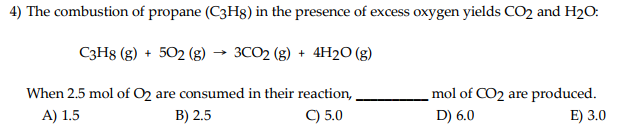 4) The combustion of propane (C3H8) in the presence of excess oxygen yields CO2 and H2O:
C3H8 (g) + 5O2 (g) → 3CO2 (g) + 4H2O (g)
When 2.5 mol of O2 are consumed in their reaction, __________ mol of CO2 are produced.
A) 1.5 B) 2.5 C) 5.0 D) 6.0 E) 3.0